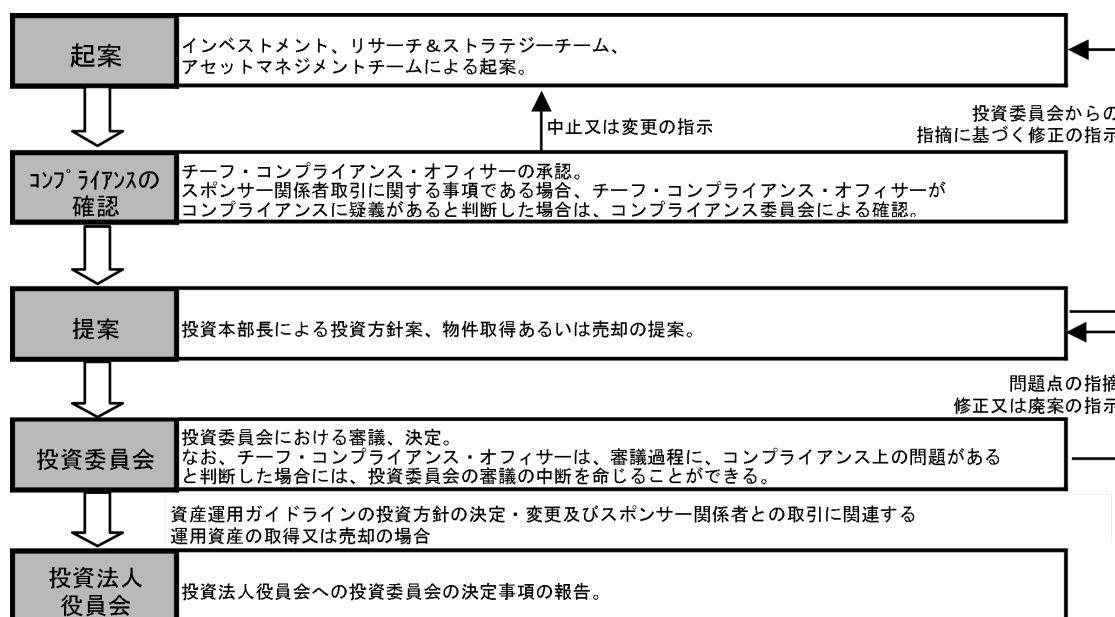 起案
インベストメント、リサーチ＆ストラテジーチーム、
アセットマネジメントチームによる起案。
中止又は変更の指示
投資委員会からの
指摘に基づく修正の指示
ｺﾝﾌﾟﾗｲｱﾝｽの
確認
チーフ・コンプライアンス・オフィサーの承認。
スポンサー関係者取引に関する事項である場合、チーフ・コンプライアンス・オフィサーが
コンプライアンスに疑義があると判断した場合は、コンプライアンス委員会による確認。
提案
投資本部長による投資方針案、物件取得あるいは売却の提案。
問題点の指摘
修正又は廃案の指示
投資委員会
投資委員会における審議、決定。
なお、チーフ・コンプライアンス・オフィサーは、審議過程に、コンプライアンス上の問題がある
と判断した場合には、投資委員会の審議の中断を命じることができる。
資産運用ガイドラインの投資方針の決定・変更及びスポンサー関係者との取引に関連する
運用資産の取得又は売却の場合
投資法人
役員会
投資法人役員会への投資委員会の決定事項の報告。